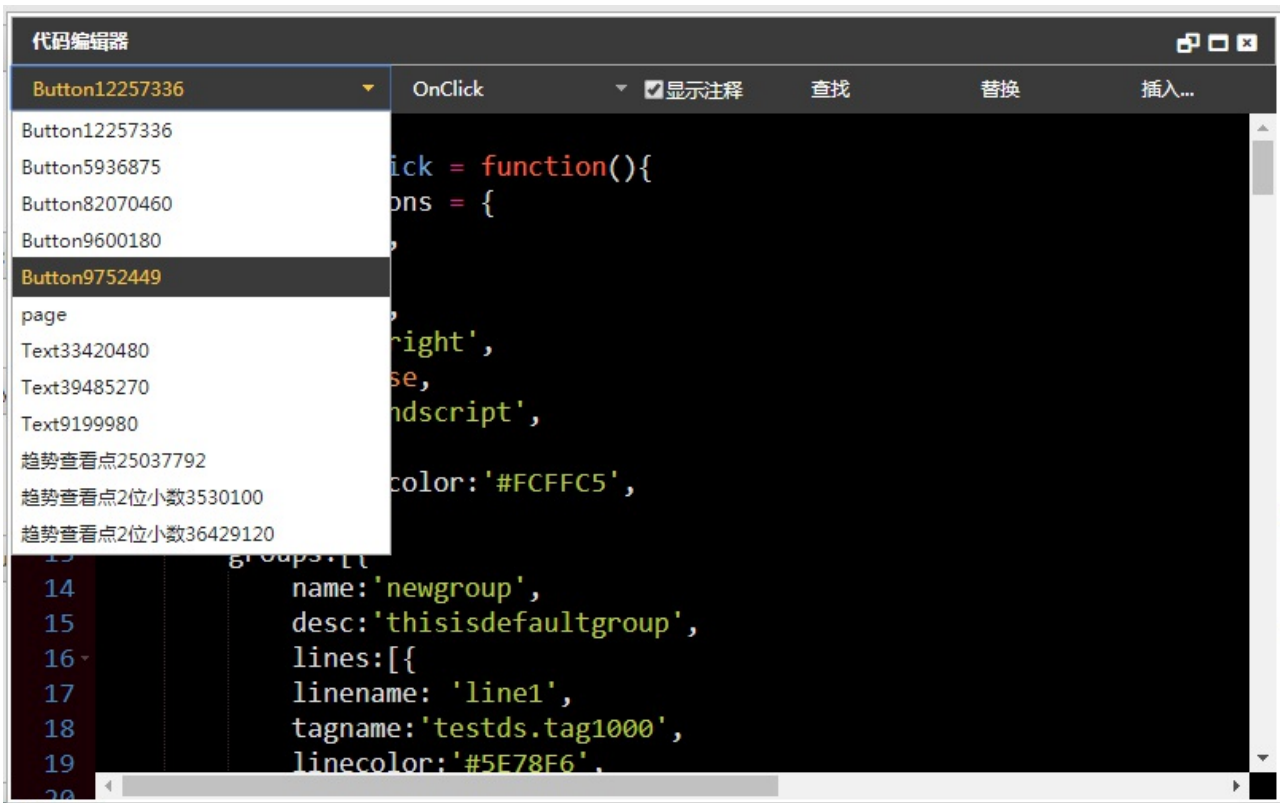 代码编辑器
Button12257336 OnClick 显示注释 查找 替换 插入...
Button12257336
Button5936875 ick = function(){
Button82070460 ons = {
Button9600180 ,
Button9752449
page ,
Text33420480 right',
Text39485270 se,
Text9199980 ndscript',
趋势查看点25037792
趋势查看点2位小数3530100 color:'#FCFFC5',
趋势查看点2位小数36429120
13 groups:[{
14 name:'newgroup',
15 desc:'thisisdefaultgroup',
16 lines:[{
17 linename: 'line1',
18 tagname:'testds.tag1000',
19 linecolor:'#5E78F6',
20